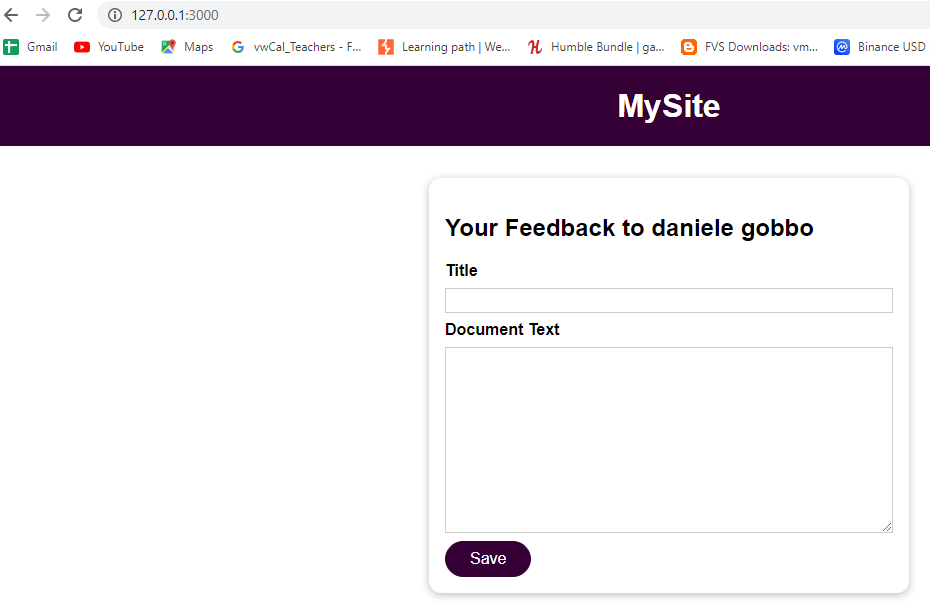 127.0.0.1:3000
Gmail YouTube Maps vwCal_Teachers - F... Learning path | We... Humble Bundle | ga... FVS Downloads: vm... Binance USD
MySite
Your Feedback to daniele gobbo
Title
Document Text
Save